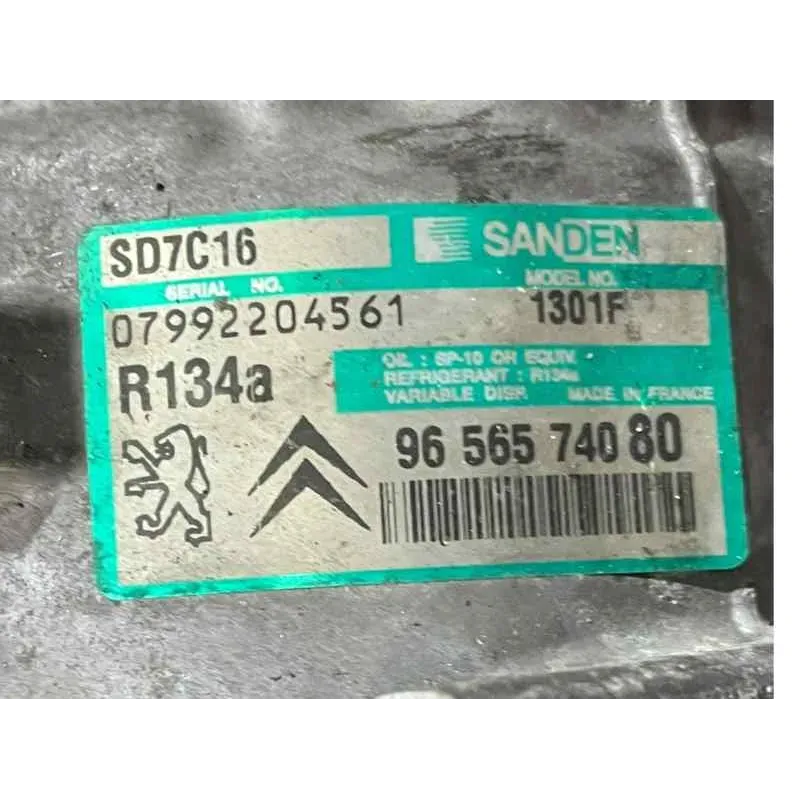 SD7C16 SANDEN
SERIAL NO. MODEL NO.
07992204561 1301F
R134a
OIL : SP-10 OR EQUIV.
REFRIGERANT : R134a
VARIABLE DISP. MADE IN FRANCE
96 565 740 80